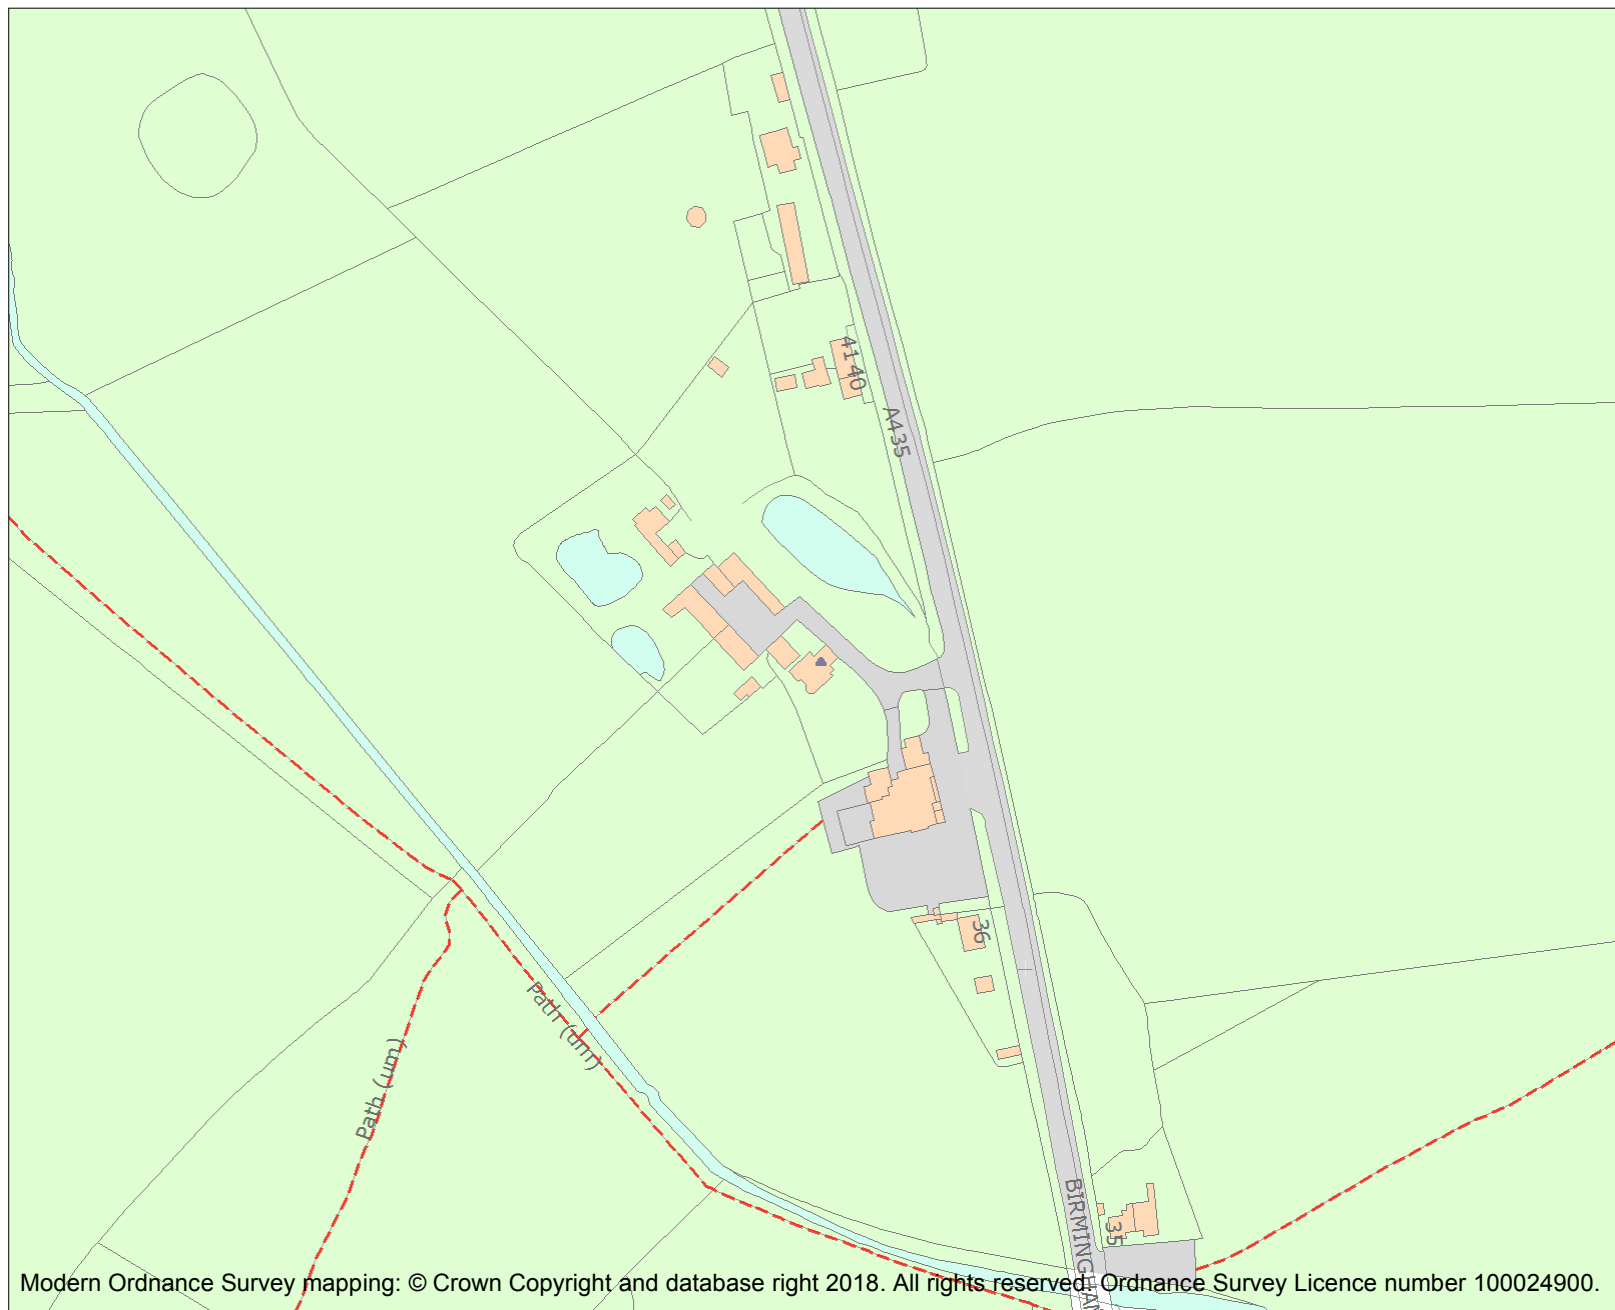 41
40
A435
36
Path (um)
Path (um)
BIRMINGHAM
35
Modern Ordnance Survey mapping: © Crown Copyright and database right 2018. All rights reserved. Ordnance Survey Licence number 100024900.